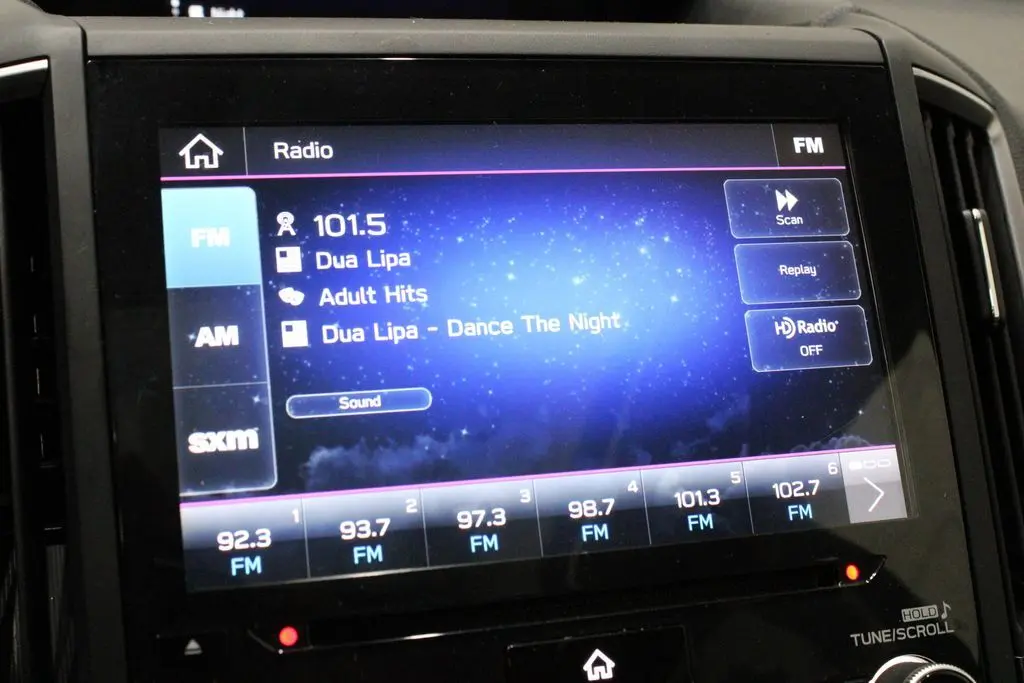 Radio
FM
FM
AM
sxm
101.5
Dua Lipa
Adult Hits
Dua Lipa - Dance The Night
Sound
Scan
Replay
HD Radio
OFF
1
92.3
FM
2
93.7
FM
3
97.3
FM
4
98.7
FM
5
101.3
FM
6
102.7
FM
HOLD
TUNE/SCROLL